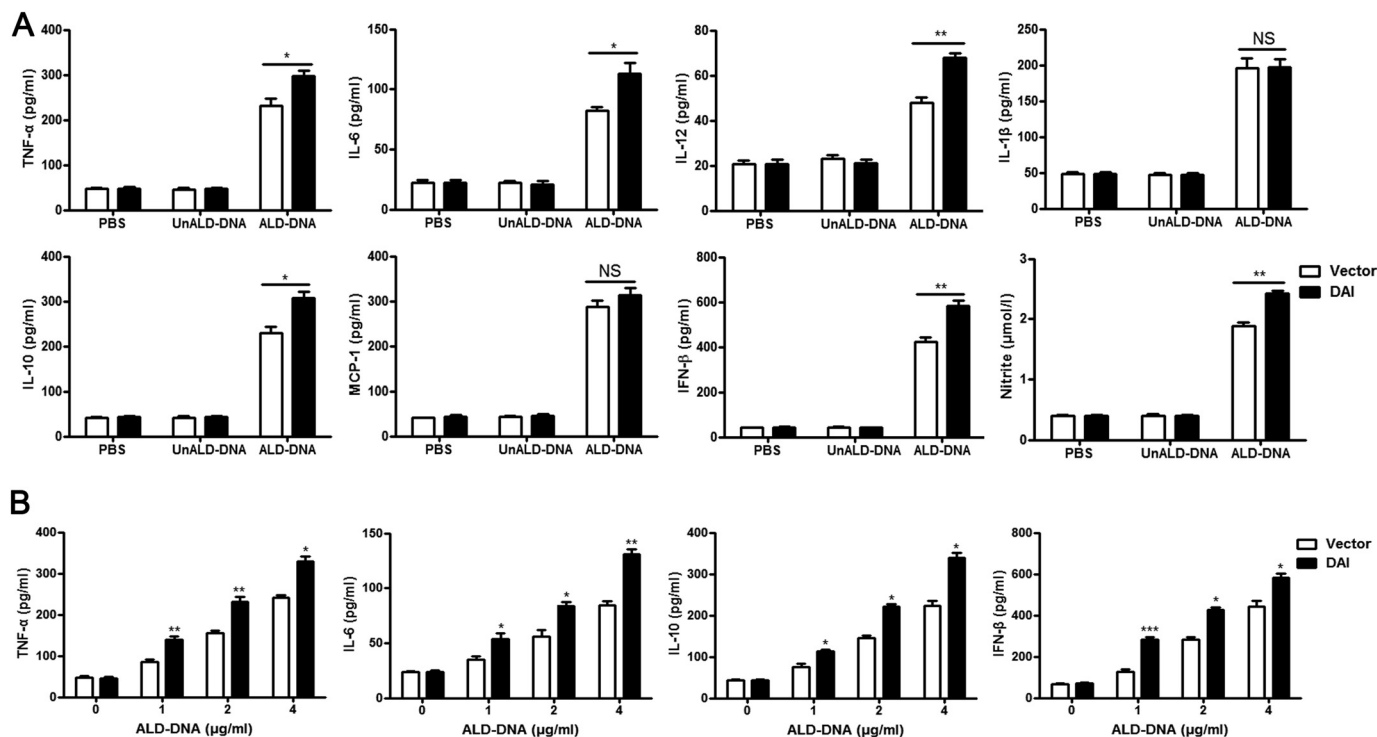 A
TNF-α (pg/ml)
400
300
200
100
0
PBS
UnALD-DNA
ALD-DNA
*
IL-6 (pg/ml)
150
100
50
0
PBS
UnALD-DNA
ALD-DNA
*
IL-12 (pg/ml)
80
60
40
20
0
PBS
UnALD-DNA
ALD-DNA
**
IL-1β (pg/ml)
250
200
150
100
50
0
PBS
UnALD-DNA
ALD-DNA
NS
IL-10 (pg/ml)
400
300
200
100
0
PBS
UnALD-DNA
ALD-DNA
*
MCP-1 (pg/ml)
400
300
200
100
0
PBS
UnALD-DNA
ALD-DNA
NS
IFN-β (pg/ml)
800
600
400
200
0
PBS
UnALD-DNA
ALD-DNA
**
Nitrite (μmol/l)
3
2
1
0
PBS
UnALD-DNA
ALD-DNA
**
Vector
DAI
B
TNF-α (pg/ml)
400
300
200
100
0
0 1 2 4
ALD-DNA (μg/ml)
** ** *
IL-6 (pg/ml)
150
100
50
0
0 1 2 4
ALD-DNA (μg/ml)
* * **
IL-10 (pg/ml)
400
300
200
100
0
0 1 2 4
ALD-DNA (μg/ml)
* * *
IFN-β (pg/ml)
800
600
400
200
0
0 1 2 4
ALD-DNA (μg/ml)
*** * *
Vector
DAI